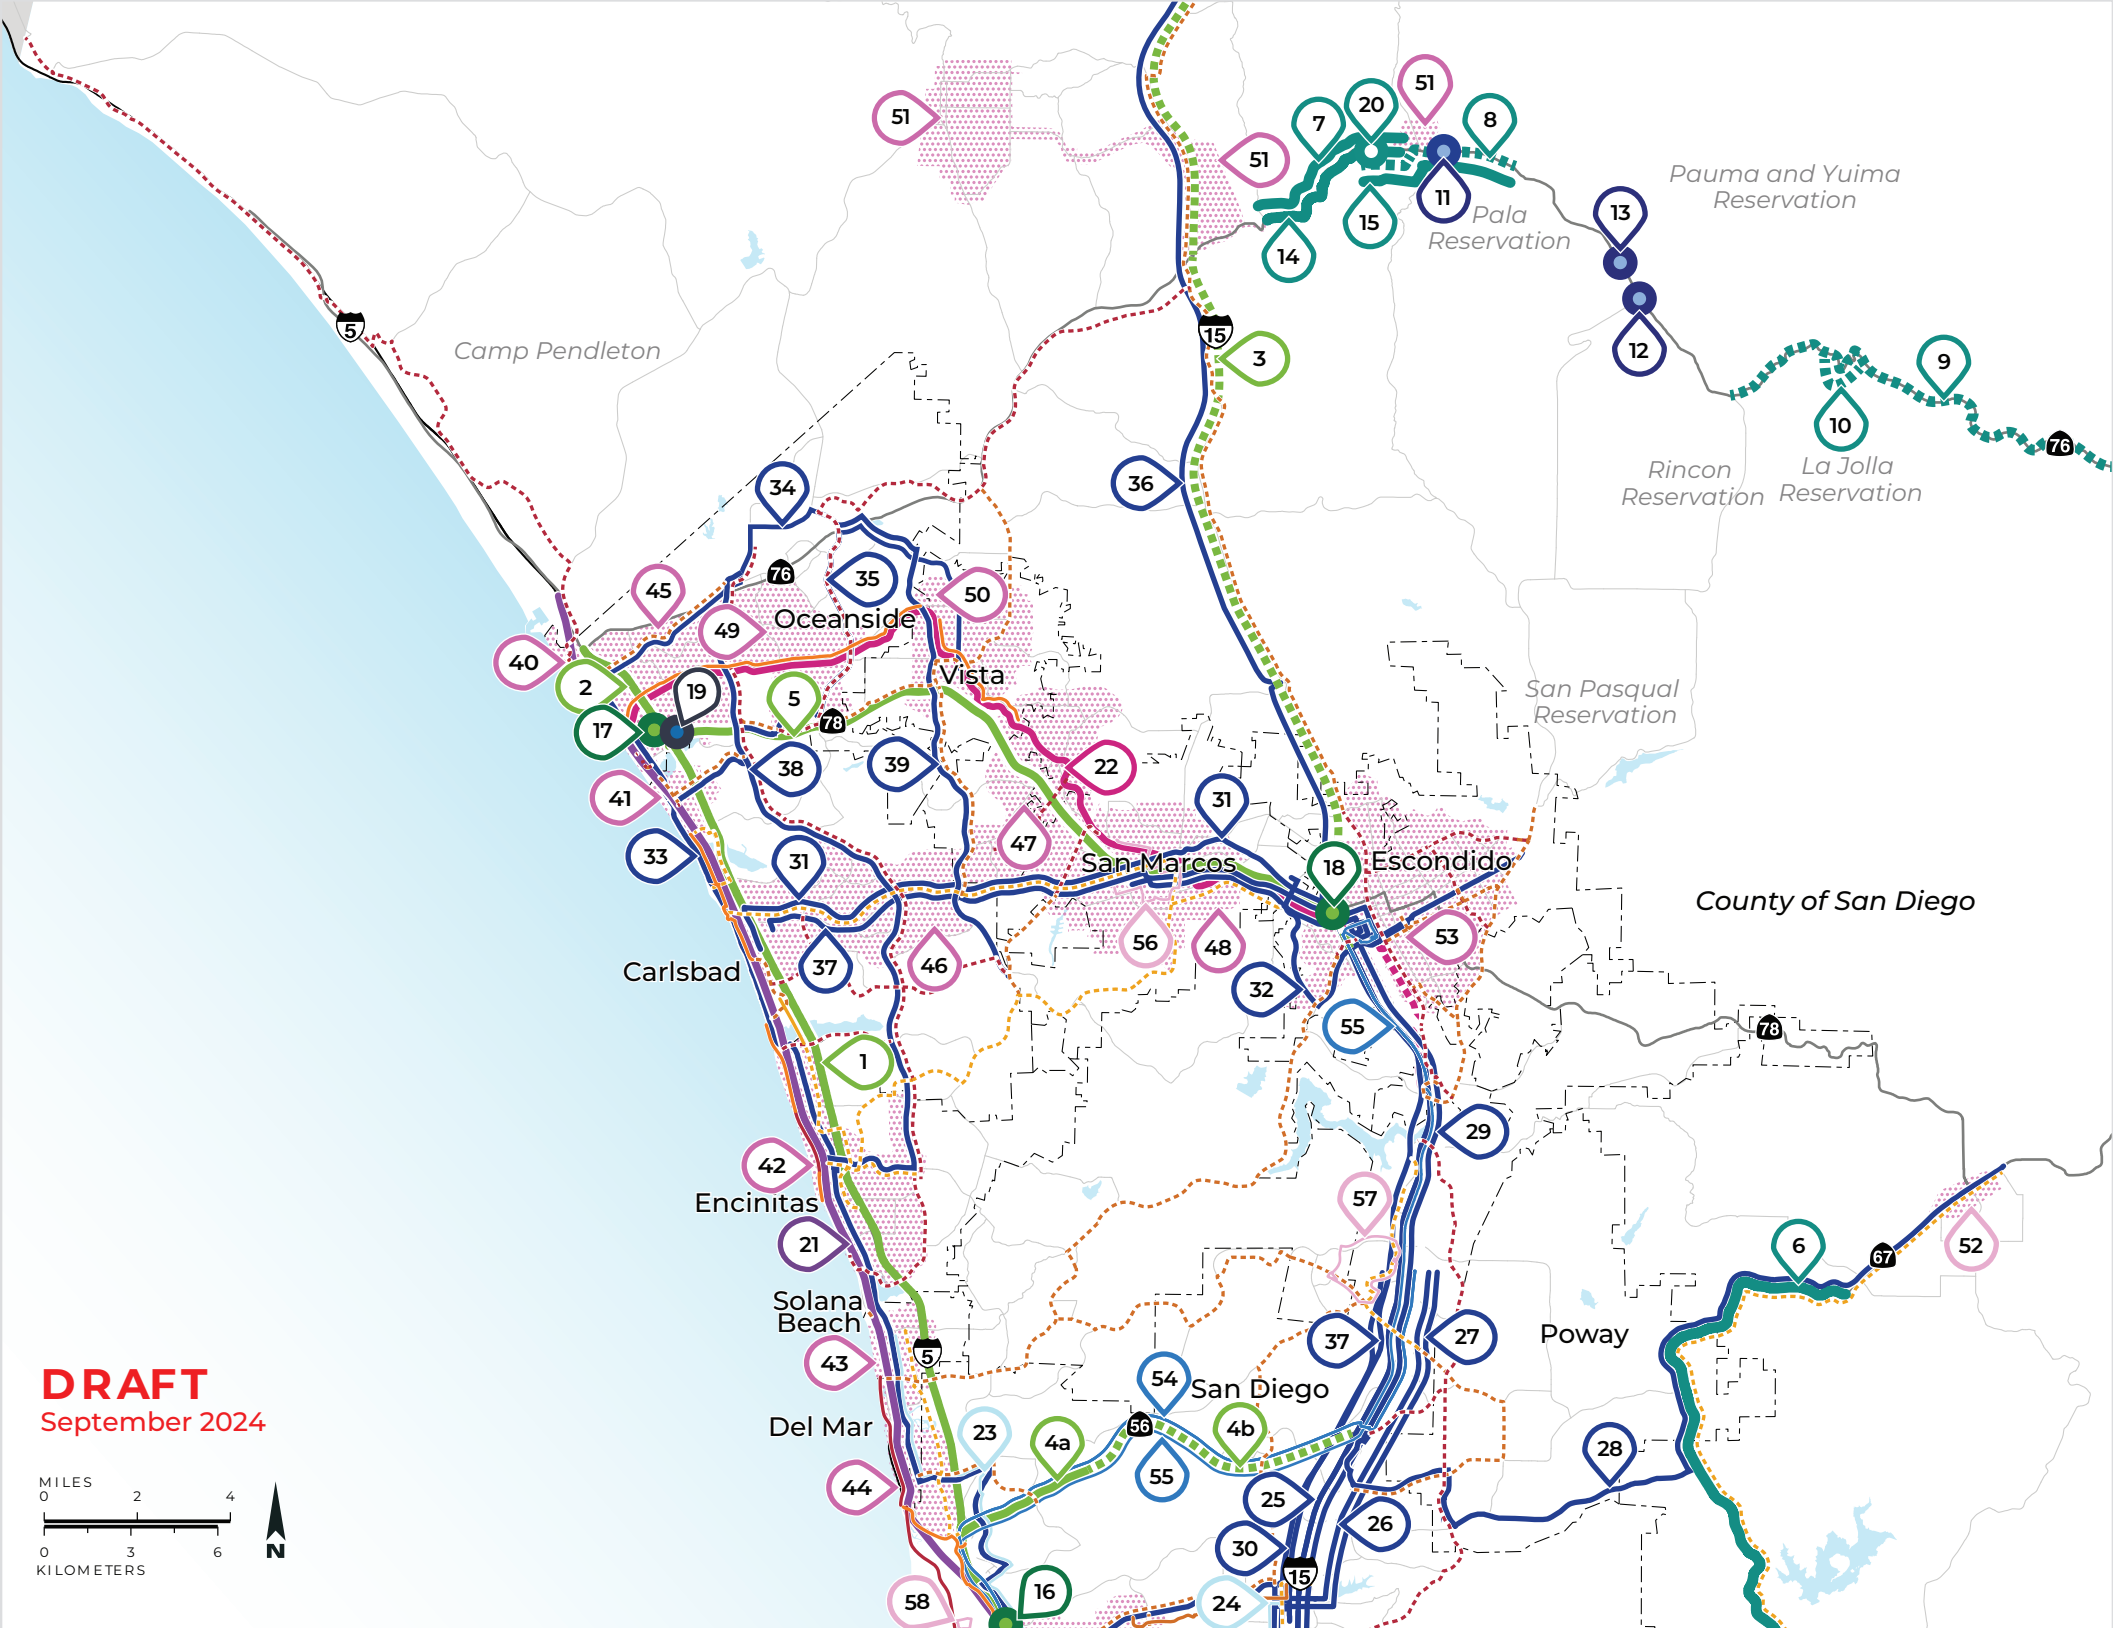 51
20
7
8
51
51
11
15
14
Pala
Reservation
Pauma and Yuima
Reservation
13
12
5
Camp Pendleton
15
3
9
10
76
Rincon
Reservation
La Jolla
Reservation
36
34
76
35
45
49
Oceanside
50
40
2
17
19
5
78
Vista
San Pasqual
Reservation
38
39
22
41
31
33
31
47
San Marcos
18
Escondido
County of San Diego
37
46
56
48
53
Carlsbad
32
55
78
1
29
42
Encinitas
21
57
6
67
52
Solana
Beach
5
43
37
27
Poway
54
San Diego
DRAFT
September 2024
Del Mar
23
4a
56
4b
28
55
44
25
26
MILES
0 2 4
0 3 6
KILOMETERS
N
30
15
58
16
24